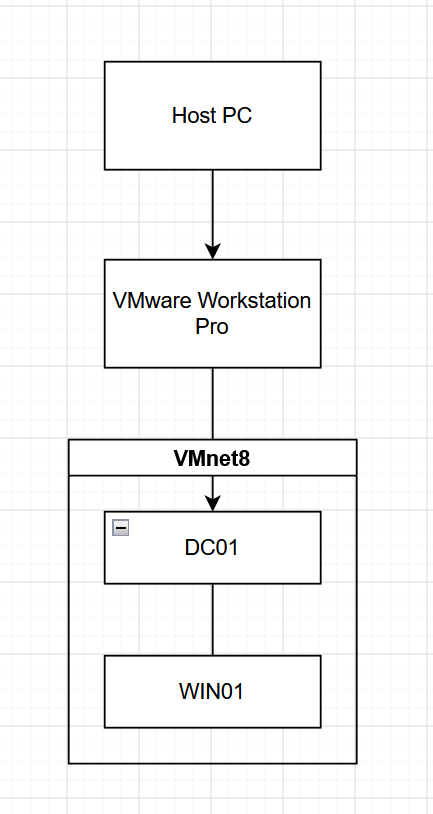 Host PC
VMware Workstation
Pro
VMnet8
DC01
WIN01